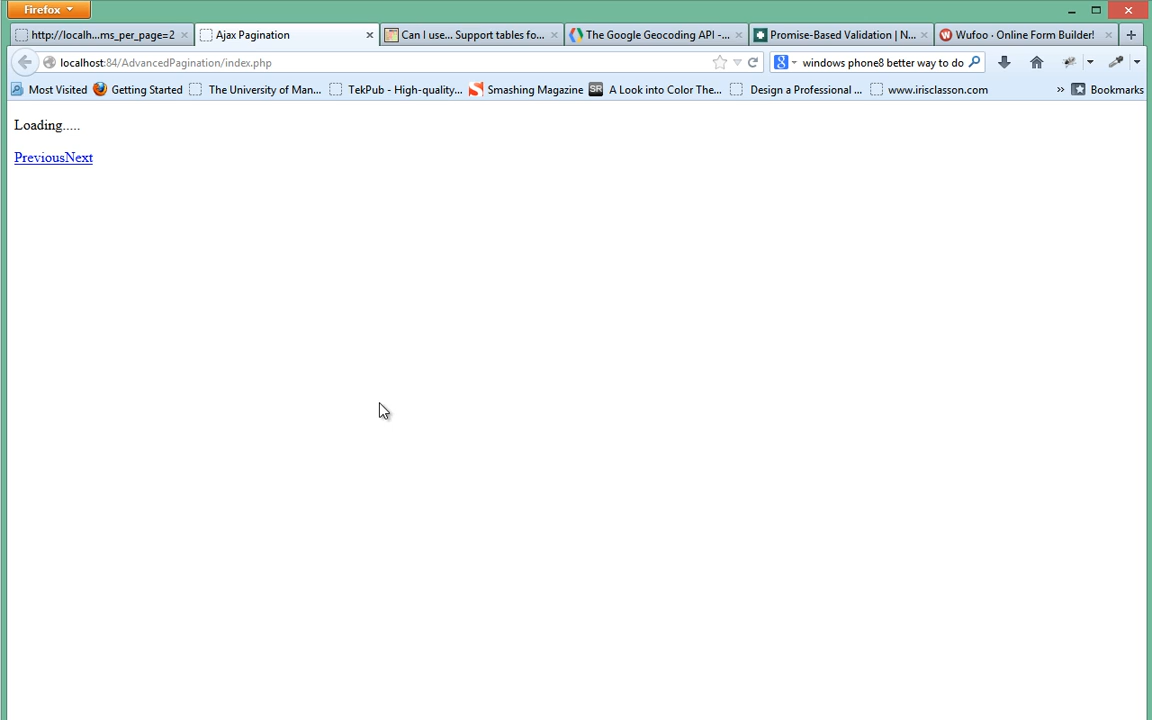 Firefox
http://localh...ms_per_page=2
Ajax Pagination
Can I use... Support tables fo...
The Google Geocoding API -...
Promise-Based Validation | N...
Wufoo · Online Form Builder!
localhost:84/AdvancedPagination/index.php
windows phone8 better way to do
Most Visited
Getting Started
The University of Man...
TekPub - High-quality...
Smashing Magazine
SR
A Look into Color The...
Design a Professional ...
www.irisclasson.com
»
Bookmarks
Loading.....
PreviousNext